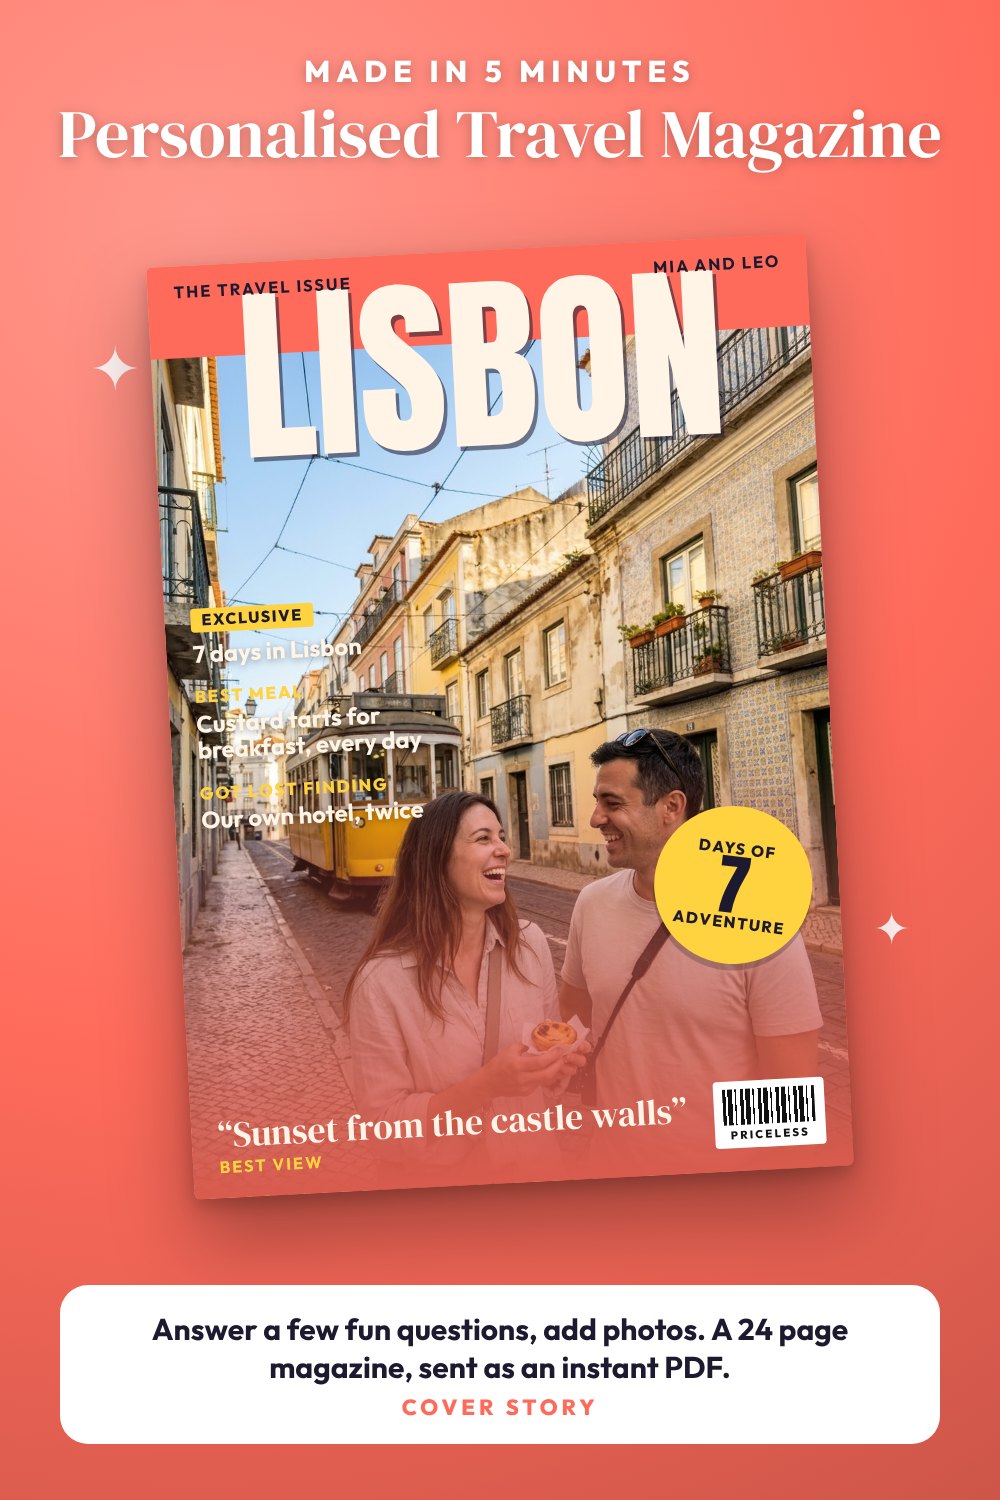 MADE IN 5 MINUTES
Personalised Travel Magazine
THE TRAVEL ISSUE
MIA AND LEO
LISBON
EXCLUSIVE
7 days in Lisbon
BEST MEAL
Custard tarts for
breakfast, every day
GOT LOST FINDING
Our own hotel, twice
DAYS OF
7
ADVENTURE
“Sunset from the castle walls”
BEST VIEW
PRICELESS
Answer a few fun questions, add photos. A 24 page
magazine, sent as an instant PDF.
COVER STORY